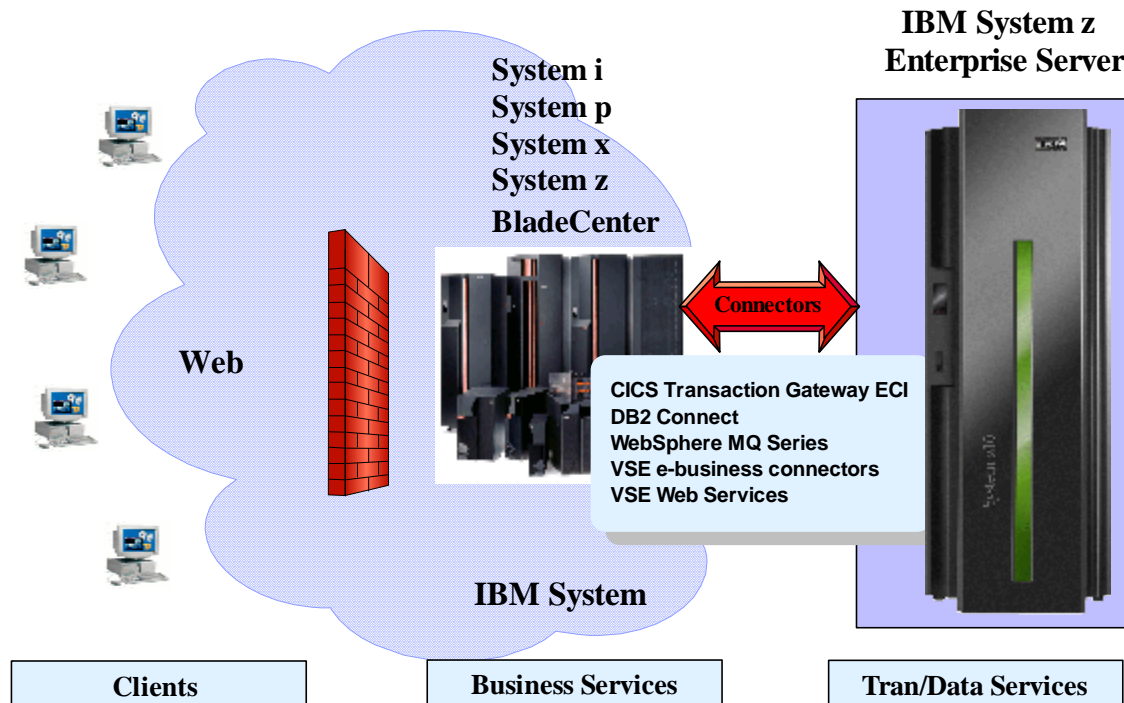 IBM System z
Enterprise Server
System i
System p
System x
System z
BladeCenter
Web
Connectors
CICS Transaction Gateway ECI
DB2 Connect
WebSphere MQ Series
VSE e-business connectors
VSE Web Services
IBM System
IBM
Clients
Business Services
Tran/Data Services